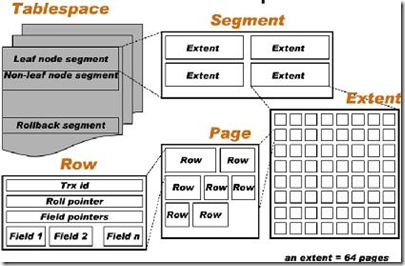 Tablespace
Segment
Leaf node segment
Non-leaf node segment
Rollback segment
Extent Extent
Extent Extent
Extent
Row
Trx id
Roll pointer
Field pointers
Field 1 Field 2 Field n
Page
Row Row
Row Row Row
Row Row
an extent = 64 pages